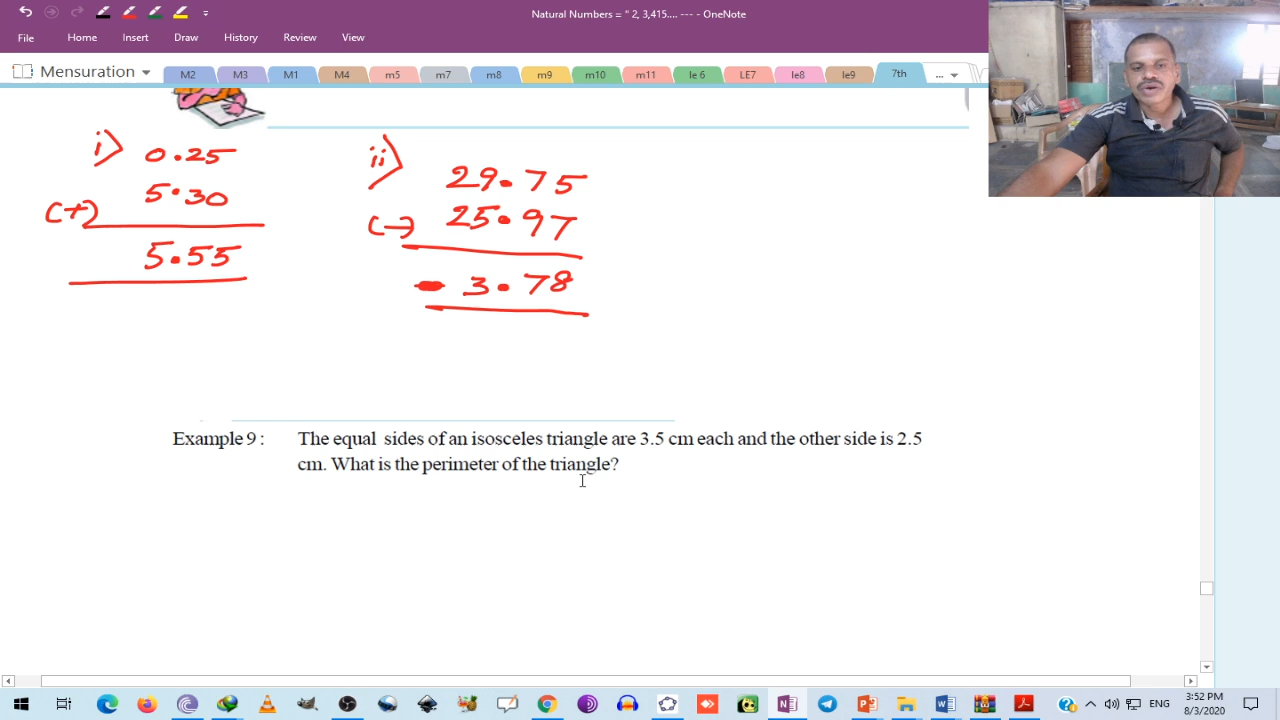 Natural Numbers = " 2, 3,415.... --- - OneNote
File Home Insert Draw History Review View
Mensuration M2 M3 M1 M4 m5 m7 m8 m9 m10 m11 le 6 LE7 le8 le9 7th ...
i) 0.25
5.30
(+)
5.55
ii) 29.75
(-) 25.97
3.78
Example 9 : The equal sides of an isosceles triangle are 3.5 cm each and the other side is 2.5
cm. What is the perimeter of the triangle?
3:52 PM
ENG
8/3/2020